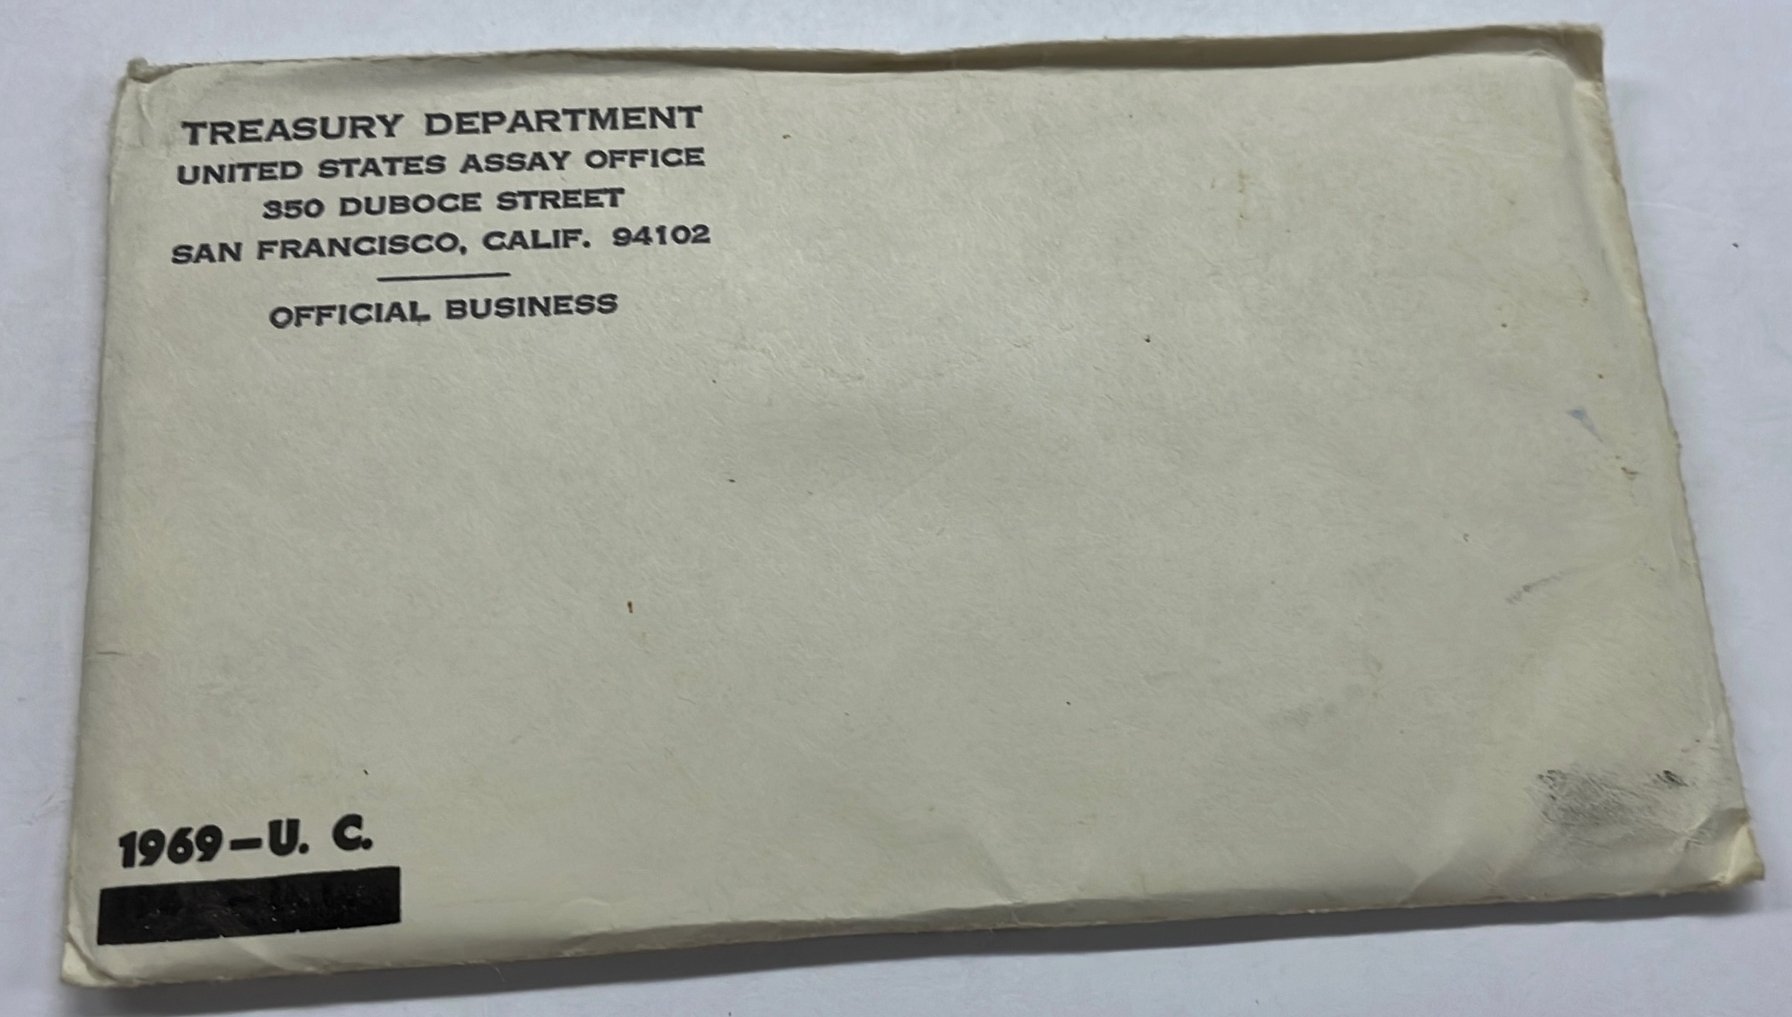 TREASURY DEPARTMENT
UNITED STATES ASSAY OFFICE
350 DUBOCE STREET
SAN FRANCISCO, CALIF. 94102
OFFICIAL BUSINESS
1969-U. C.